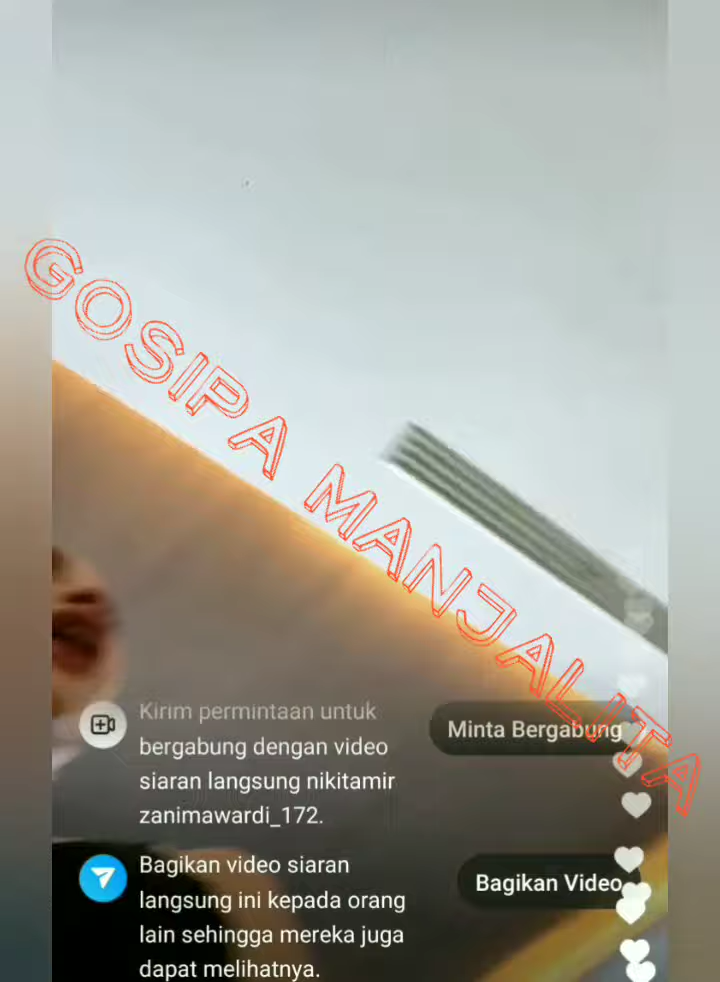 GOSIPA MANJALITA
Kirim permintaan untuk
bergabung dengan video
siaran langsung nikitamir
zanimawardi_172.
Minta Bergabung
Bagikan video siaran
langsung ini kepada orang
lain sehingga mereka juga
dapat melihatnya.
Bagikan Video